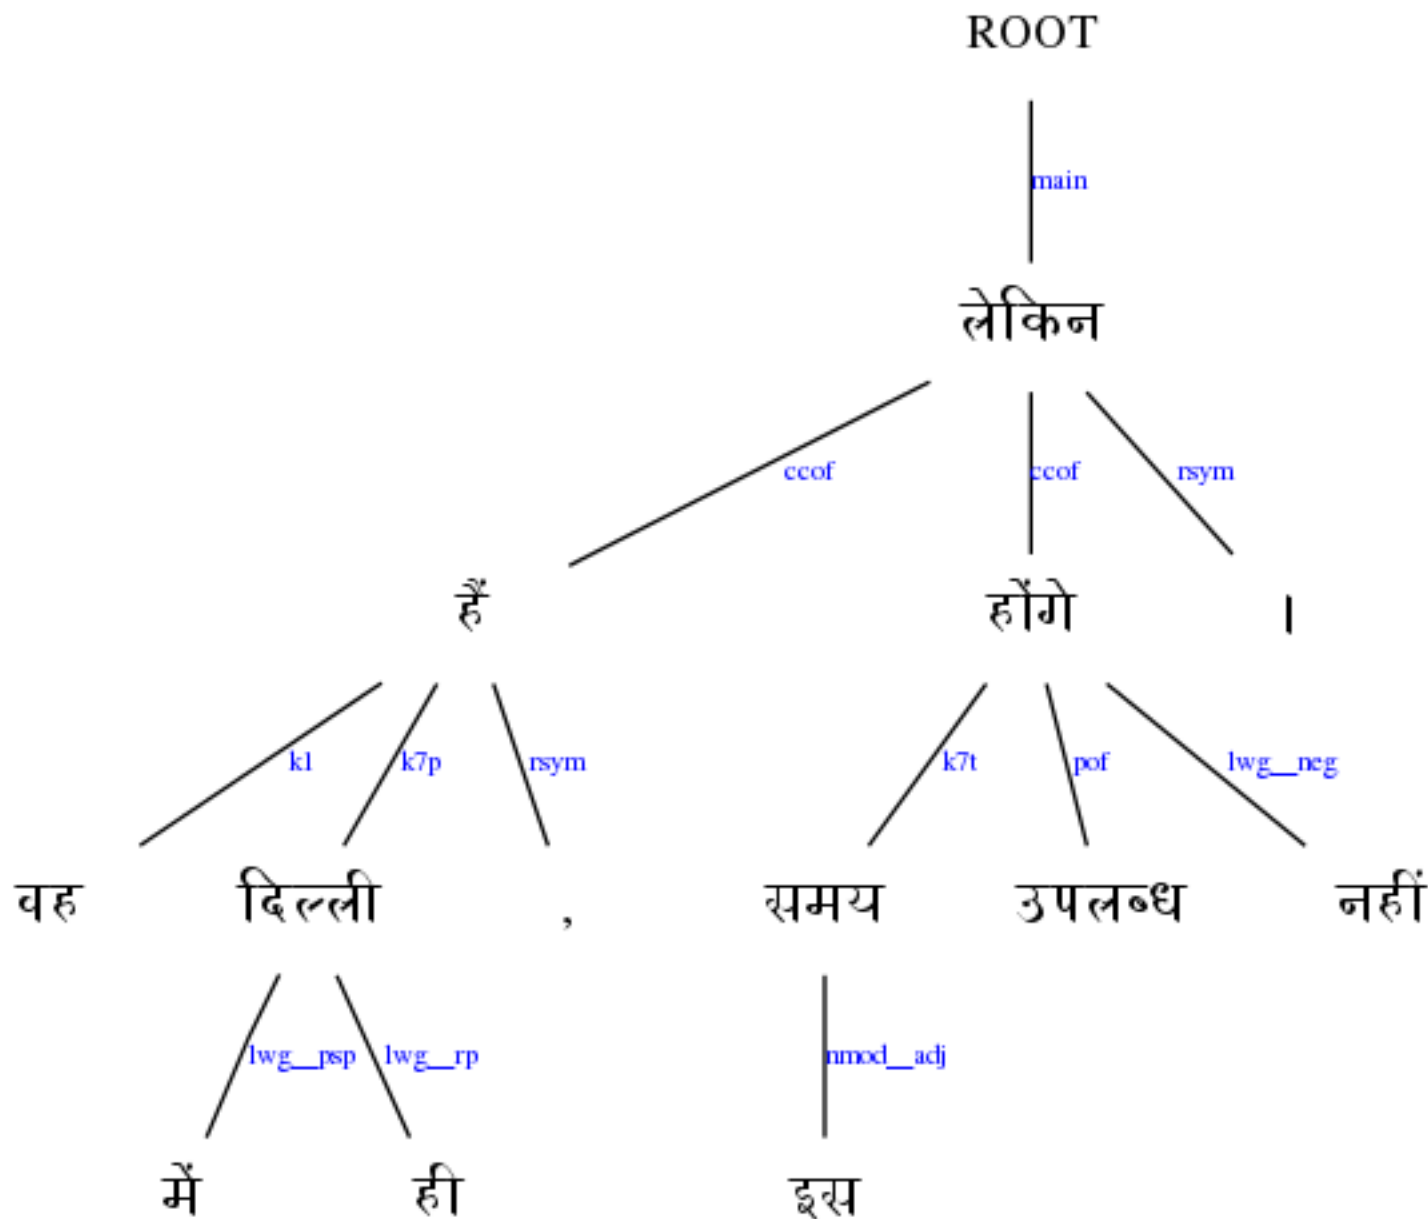 ROOT
main
लेकिन
ccof ccof rsym
हैं होंगे ।
k1 k7p rsym k7t pof lwg__neg
वह दिल्ली , समय उपलब्ध नहीं
lwg__psp lwg__rp nmod__adj
में ही इस